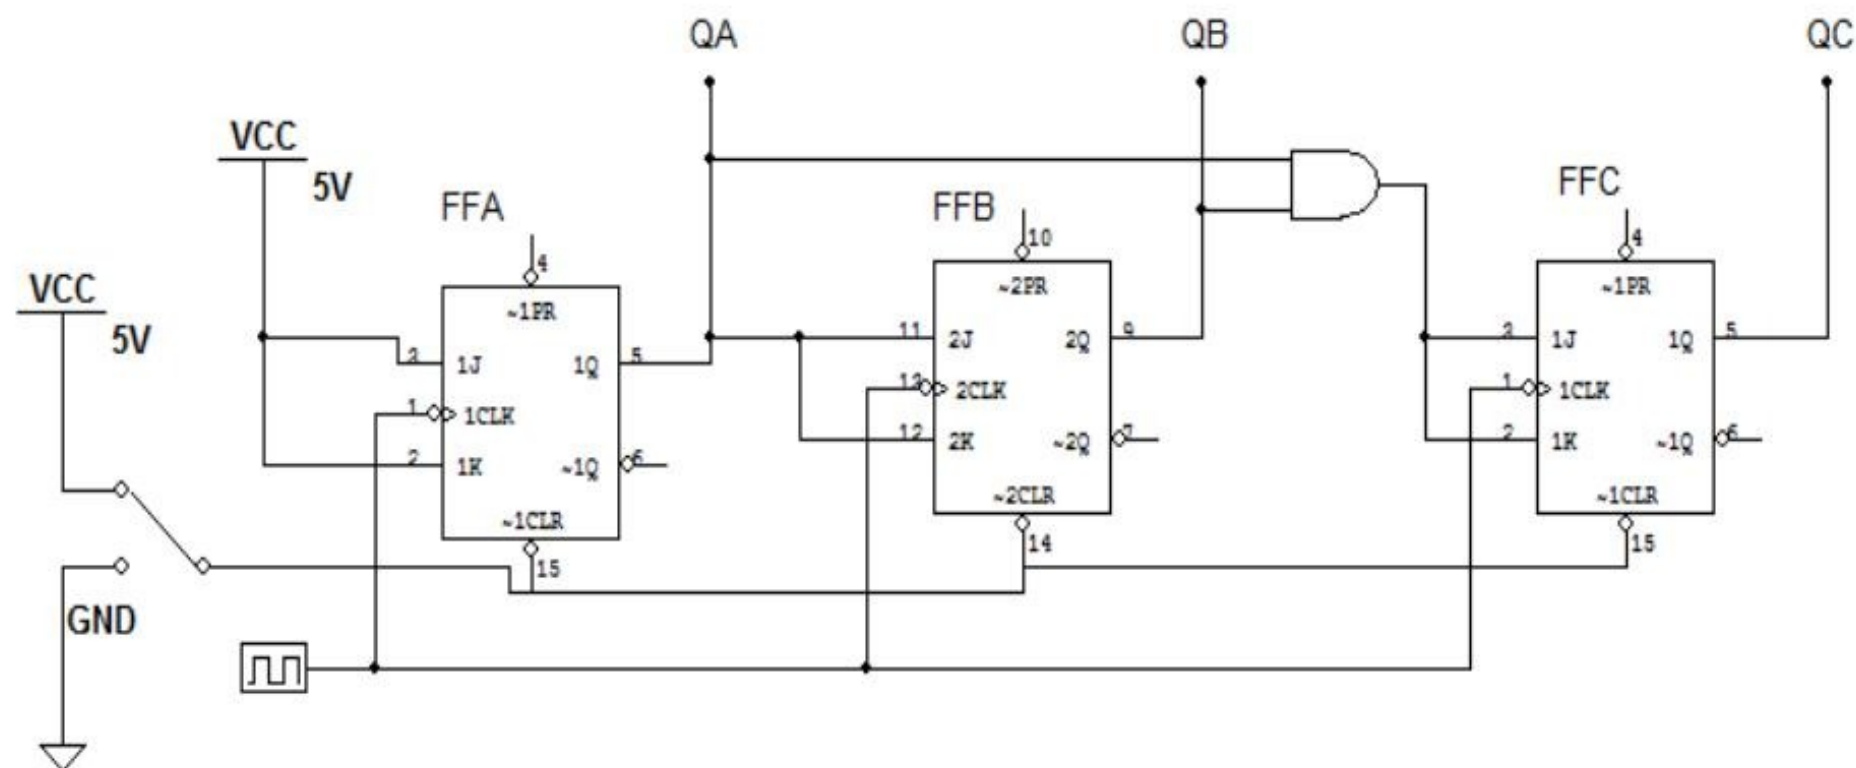 QA
QB
QC
VCC
5V
FFA
FFB
FFC
VCC
5V
4
~1PR
3
1J
1Q
5
1
1CLK
2
1K
~1Q
6
~1CLR
15
10
~2PR
11
2J
2Q
9
13
2CLK
12
2K
~2Q
7
~2CLR
14
4
~1PR
3
1J
1Q
5
1
1CLK
2
1K
~1Q
6
~1CLR
15
GND